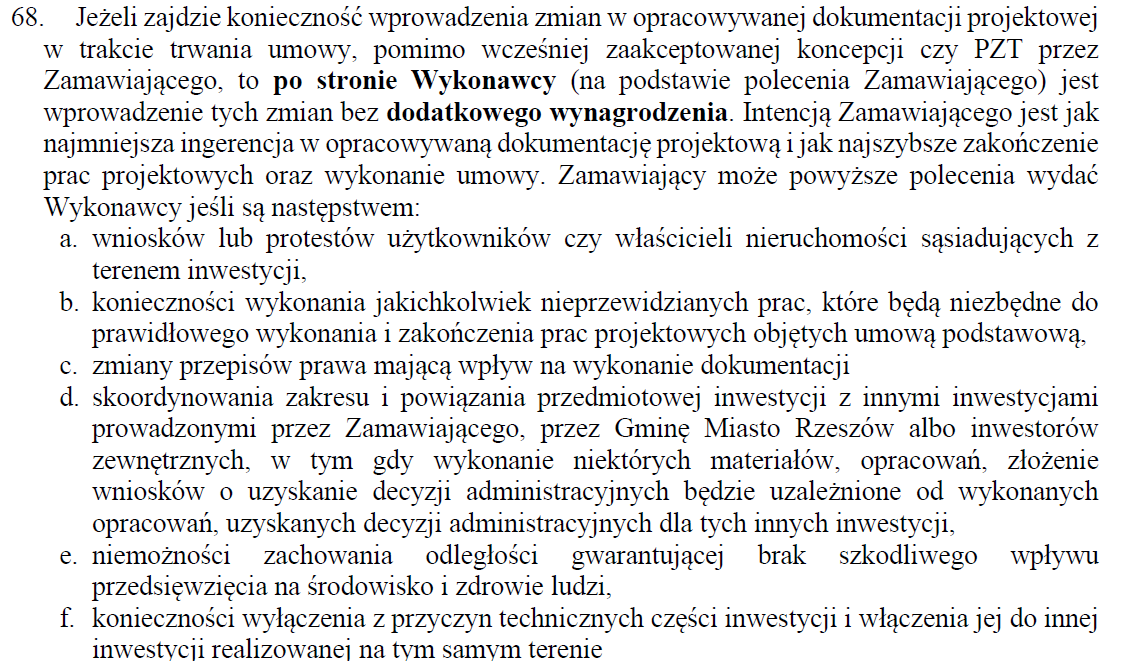 68. Jeżeli zajdzie konieczność wprowadzenia zmian w opracowywanej dokumentacji projektowej
w trakcie trwania umowy, pomimo wcześniej zaakceptowanej koncepcji czy PZT przez
Zamawiającego, to po stronie Wykonawcy (na podstawie polecenia Zamawiającego) jest
wprowadzenie tych zmian bez dodatkowego wynagrodzenia. Intencją Zamawiającego jest jak
najmniejsza ingerencja w opracowywaną dokumentację projektową i jak najszybsze zakończenie
prac projektowych oraz wykonanie umowy. Zamawiający może powyższe polecenia wydać
Wykonawcy jeśli są następstwem:
a. wniosków lub protestów użytkowników czy właścicieli nieruchomości sąsiadujących z
terenem inwestycji,
b. konieczności wykonania jakichkolwiek nieprzewidzianych prac, które będą niezbędne do
prawidłowego wykonania i zakończenia prac projektowych objętych umową podstawową,
c. zmiany przepisów prawa mającą wpływ na wykonanie dokumentacji
d. skoordynowania zakresu i powiązania przedmiotowej inwestycji z innymi inwestycjami
prowadzonymi przez Zamawiającego, przez Gminę Miasto Rzeszów albo inwestorów
zewnętrznych, w tym gdy wykonanie niektórych materiałów, opracowań, złożenie
wniosków o uzyskanie decyzji administracyjnych będzie uzależnione od wykonanych
opracowań, uzyskanych decyzji administracyjnych dla tych innych inwestycji,
e. niemożności zachowania odległości gwarantującej brak szkodliwego wpływu
przedsięwzięcia na środowisko i zdrowie ludzi,
f. konieczności wyłączenia z przyczyn technicznych części inwestycji i włączenia jej do innej
inwestycji realizowanej na tym samym terenie